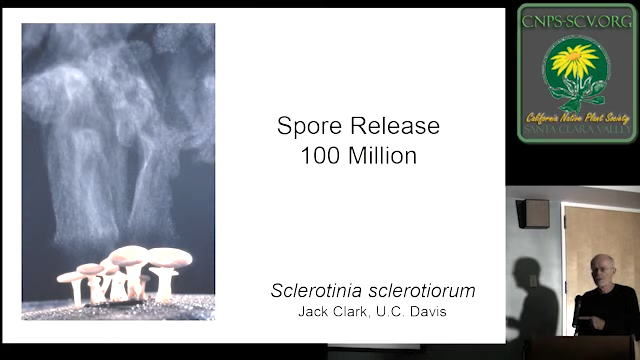 Spore Release
100 Million
Sclerotinia sclerotiorum
Jack Clark, U.C. Davis
CNPS-SCV.ORG
California Native Plant Society
SANTA CLARA VALLEY